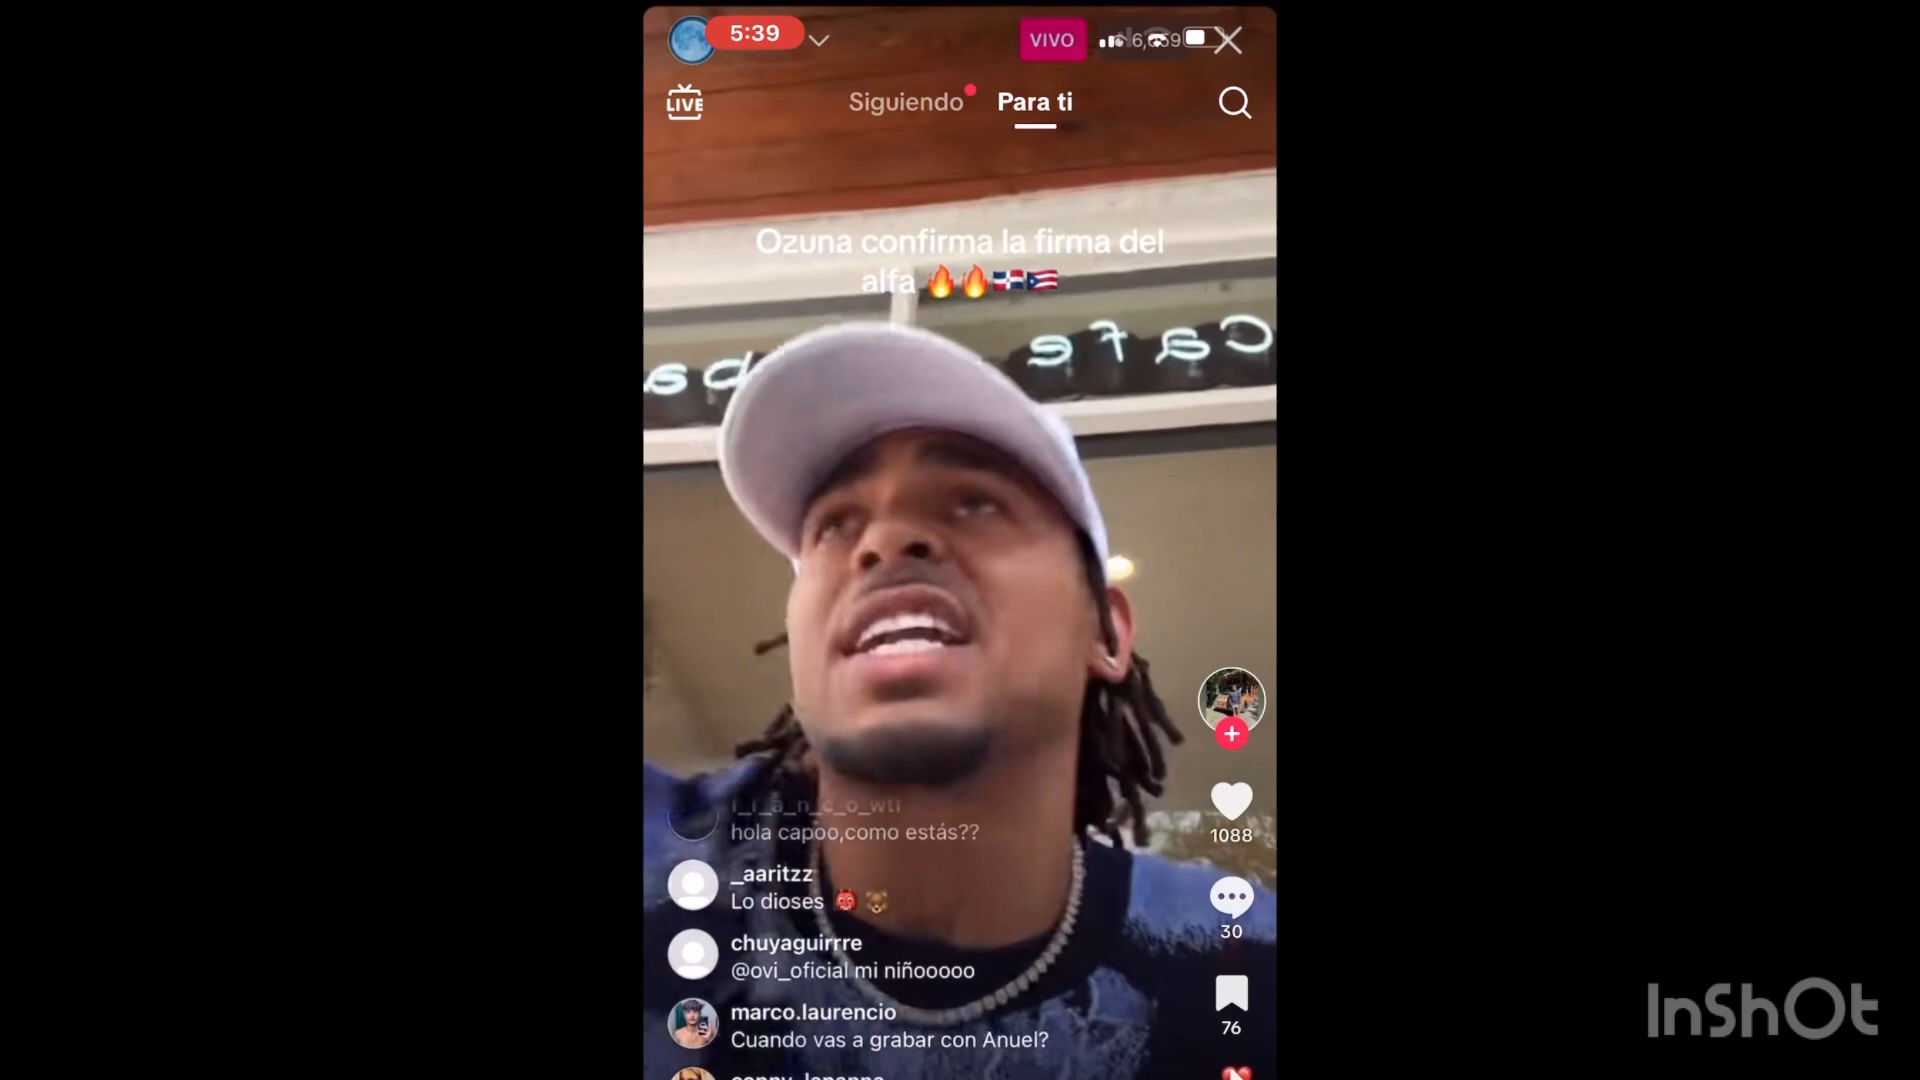 5:39
VIVO
LIVE
Siguiendo
Para ti
Ozuna confirma la firma del
alfa 🔥🔥🇩🇴🇵🇷
Cafe
hola capoo,como estás??
_aaritzz
Lo dioses 👹 🐻
chuyaguirrre
@ovi_oficial mi niñooooo
marco.laurencio
Cuando vas a grabar con Anuel?
1088
30
76
InShOt